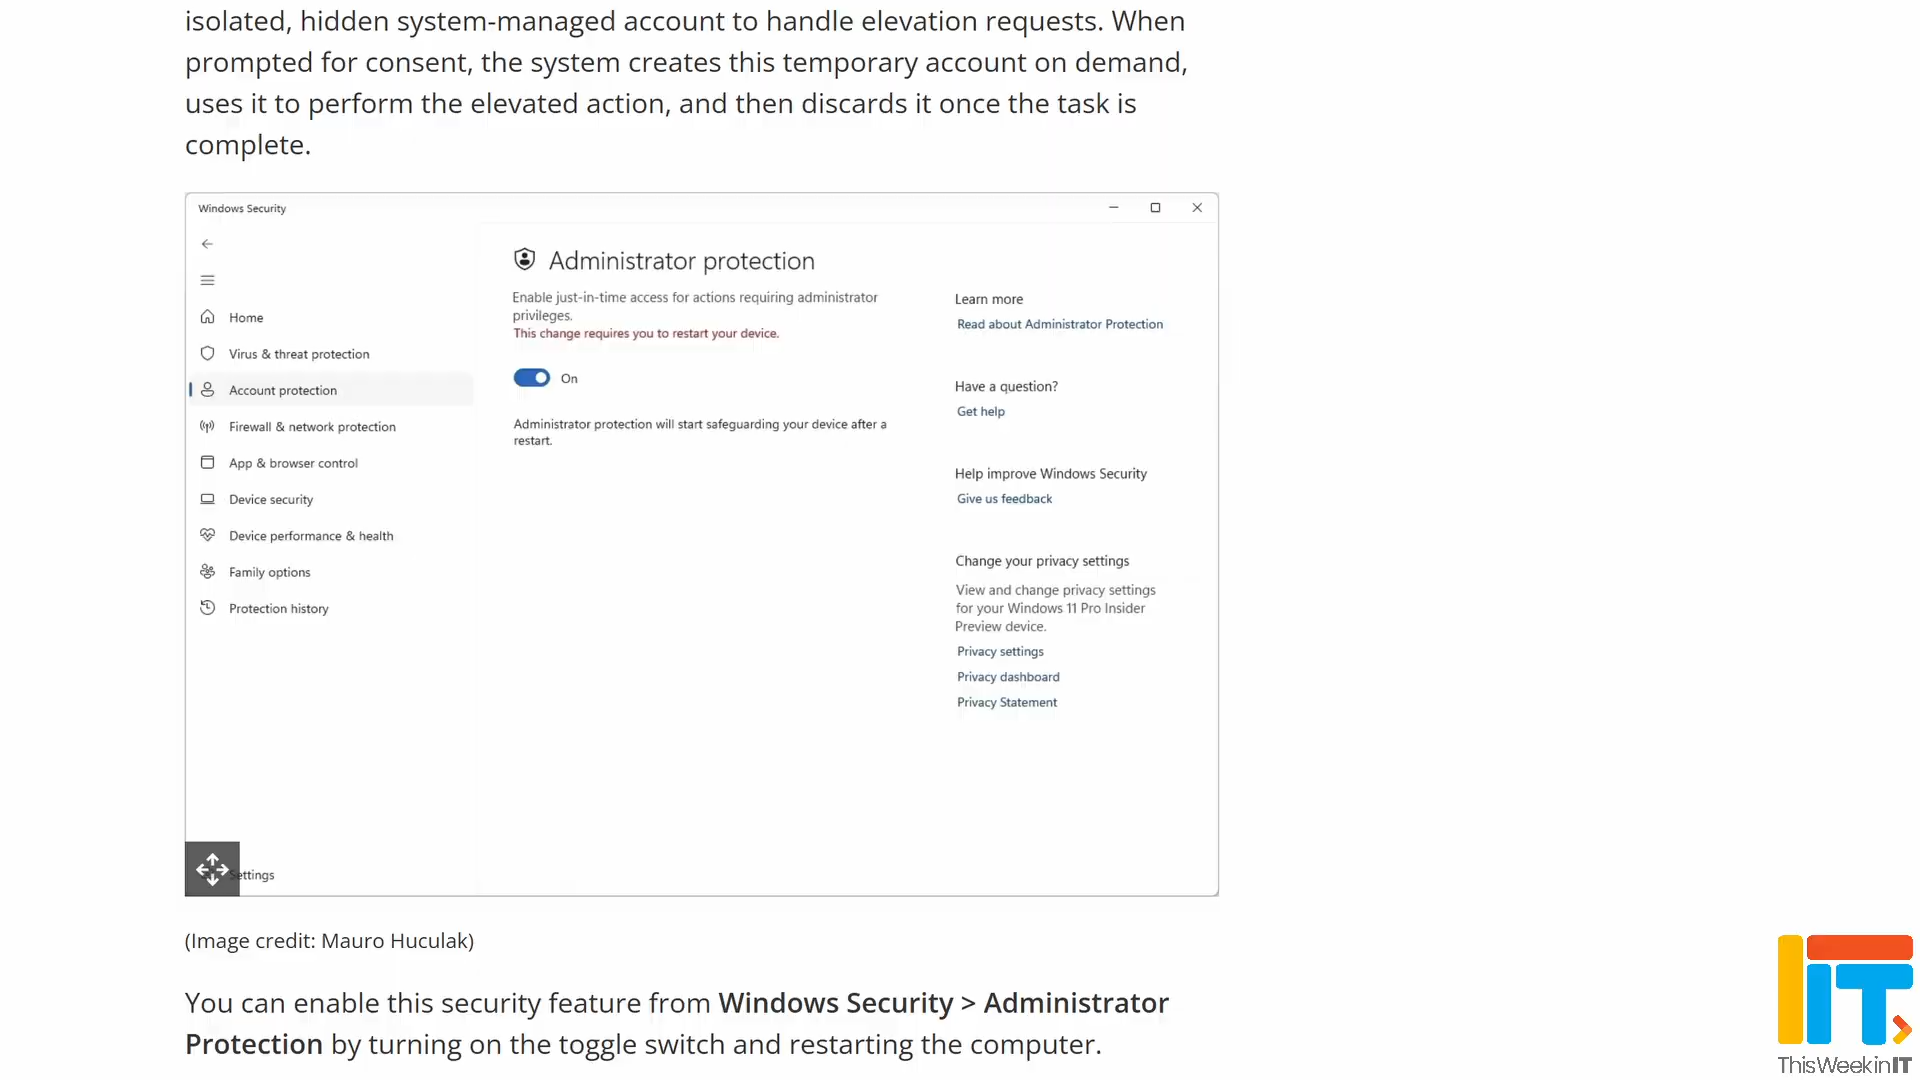 isolated, hidden system-managed account to handle elevation requests. When
prompted for consent, the system creates this temporary account on demand,
uses it to perform the elevated action, and then discards it once the task is
complete.
Windows Security
Home
Virus & threat protection
Account protection
Firewall & network protection
App & browser control
Device security
Device performance & health
Family options
Protection history
ettings
Administrator protection
Enable just-in-time access for actions requiring administrator
privileges.
This change requires you to restart your device.
On
Administrator protection will start safeguarding your device after a
restart.
Learn more
Read about Administrator Protection
Have a question?
Get help
Help improve Windows Security
Give us feedback
Change your privacy settings
View and change privacy settings
for your Windows 11 Pro Insider
Preview device.
Privacy settings
Privacy dashboard
Privacy Statement
(Image credit: Mauro Huculak)
You can enable this security feature from Windows Security > Administrator
Protection by turning on the toggle switch and restarting the computer.
IT
ThisWeekinIT